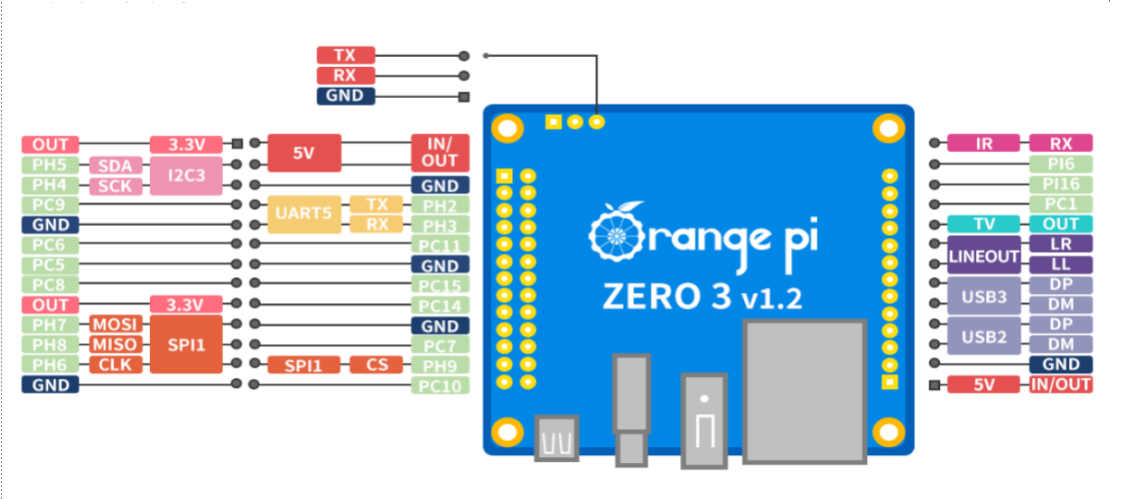 TX
RX
GND
OUT 3.3V 5V IN/OUT
PH5 SDA I2C3
PH4 SCK GND
PC9 UART5 TX PH2
GND RX PH3
PC6 PC11
PC5 GND
PC8 PC15
OUT 3.3V PC14
PH7 MOSI SPI1 GND
PH8 MISO PC7
PH6 CLK SPI1 CS PH9
GND PC10
Orange pi
ZERO 3 v1.2
IR RX
PI6
PI16
PC1
TV OUT
LINEOUT LR
LL
USB3 DP
DM
USB2 DP
DM
GND
5V IN/OUT